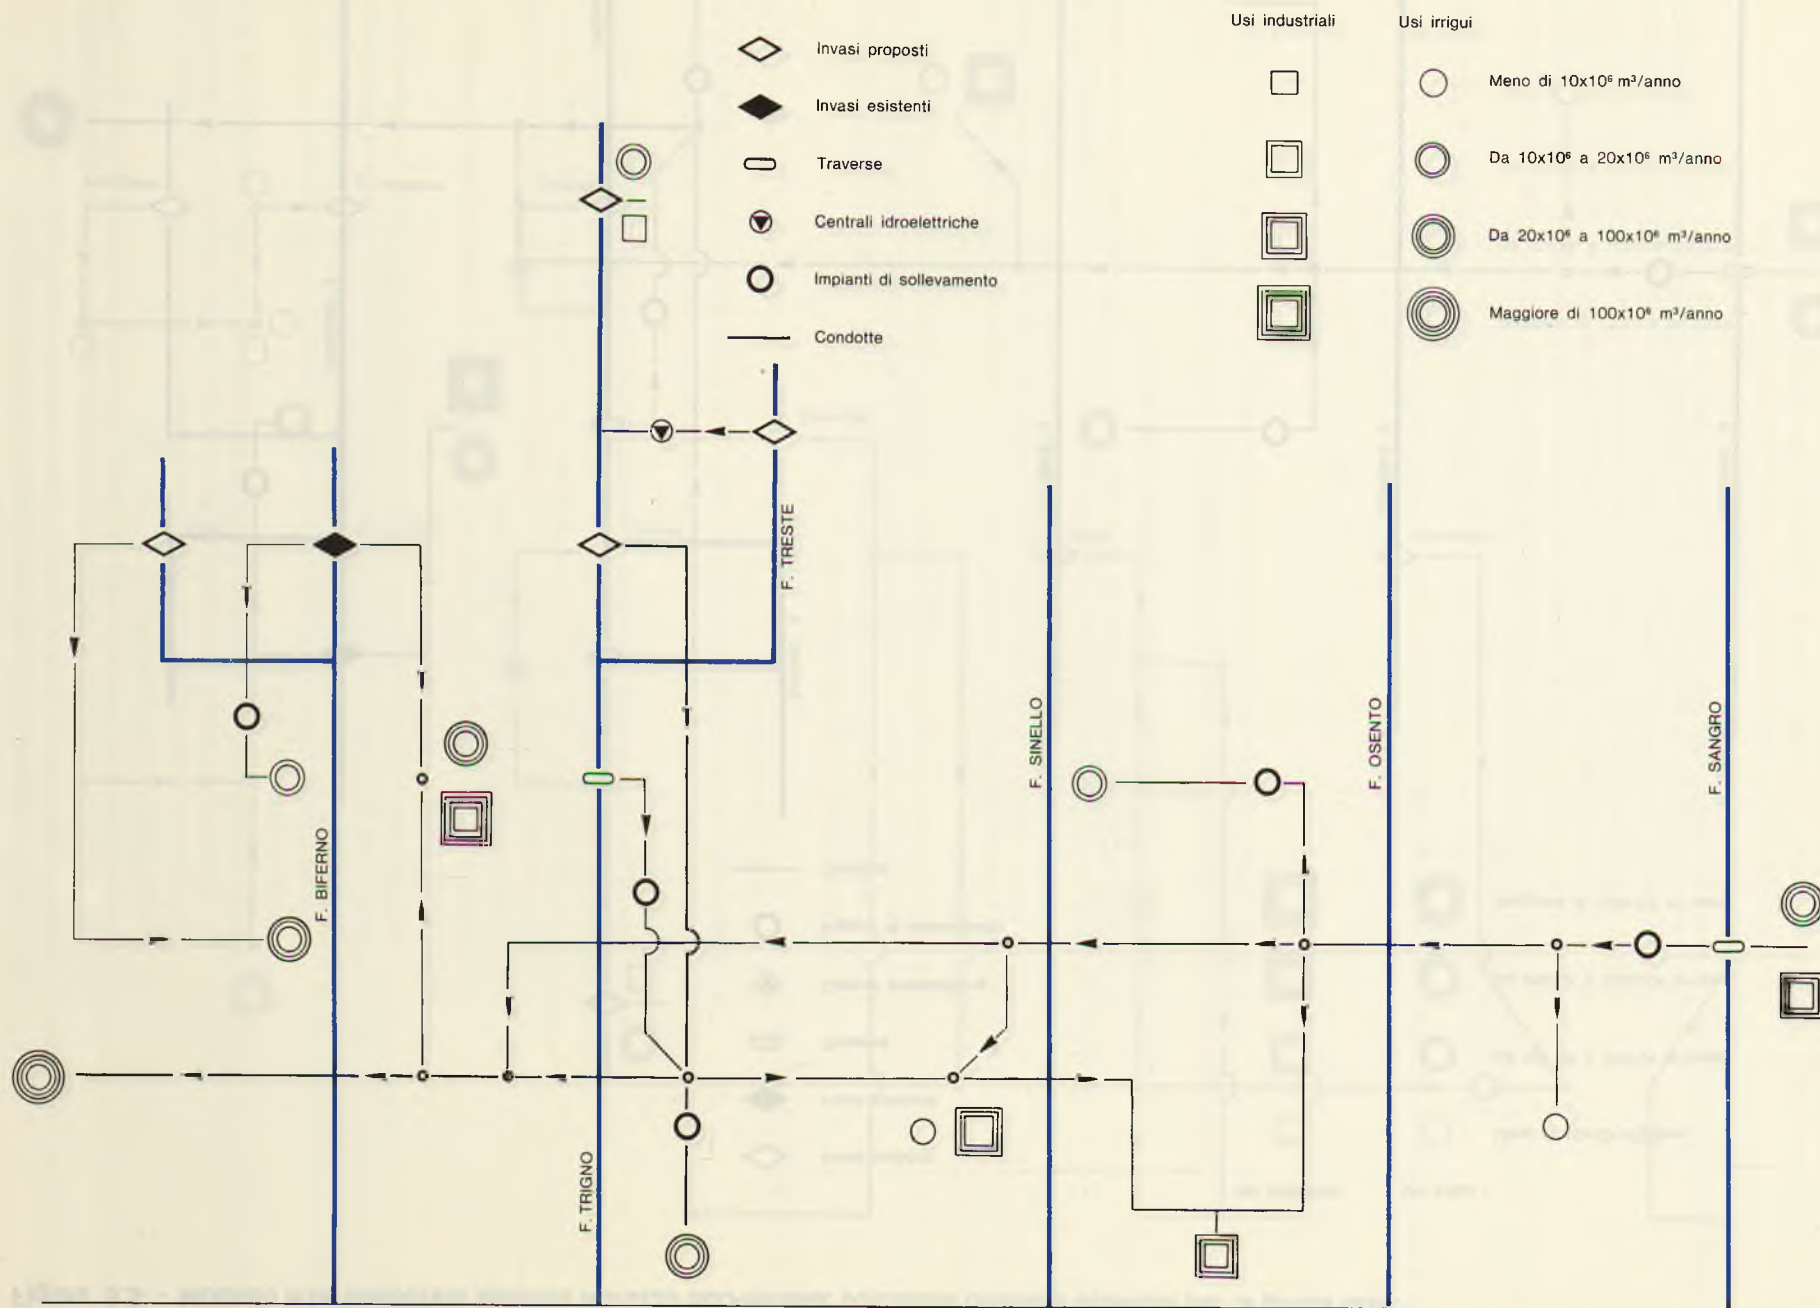 Invasi proposti
Invasi esistenti
Traverse
Centrali idroelettriche
Impianti di sollevamento
Condotte
Usi industriali
Usi irrigui
Meno di 10x10⁶ m³/anno
Da 10x10⁶ a 20x10⁶ m³/anno
Da 20x10⁶ a 100x10⁶ m³/anno
Maggiore di 100x10⁶ m³/anno
F. BIFERNO
F. TRIGNO
F. TRESTE
F. SINELLO
F. OSENTO
F. SANGRO